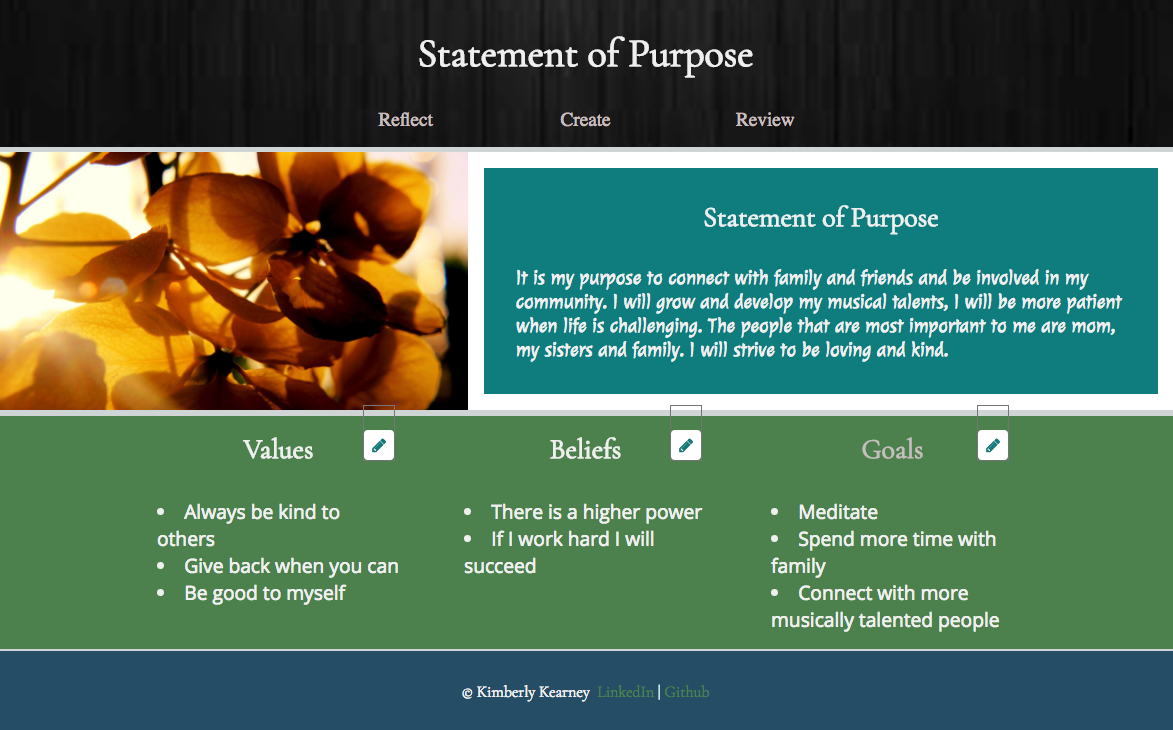 Statement of Purpose
Reflect Create Review
Statement of Purpose
It is my purpose to connect with family and friends and be involved in my
community. I will grow and develop my musical talents, I will be more patient
when life is challenging. The people that are most important to me are mom,
my sisters and family. I will strive to be loving and kind.
Values
• Always be kind to
others
• Give back when you can
• Be good to myself
Beliefs
• There is a higher power
• If I work hard I will
succeed
Goals
• Meditate
• Spend more time with
family
• Connect with more
musically talented people
© Kimberly Kearney LinkedIn | Github